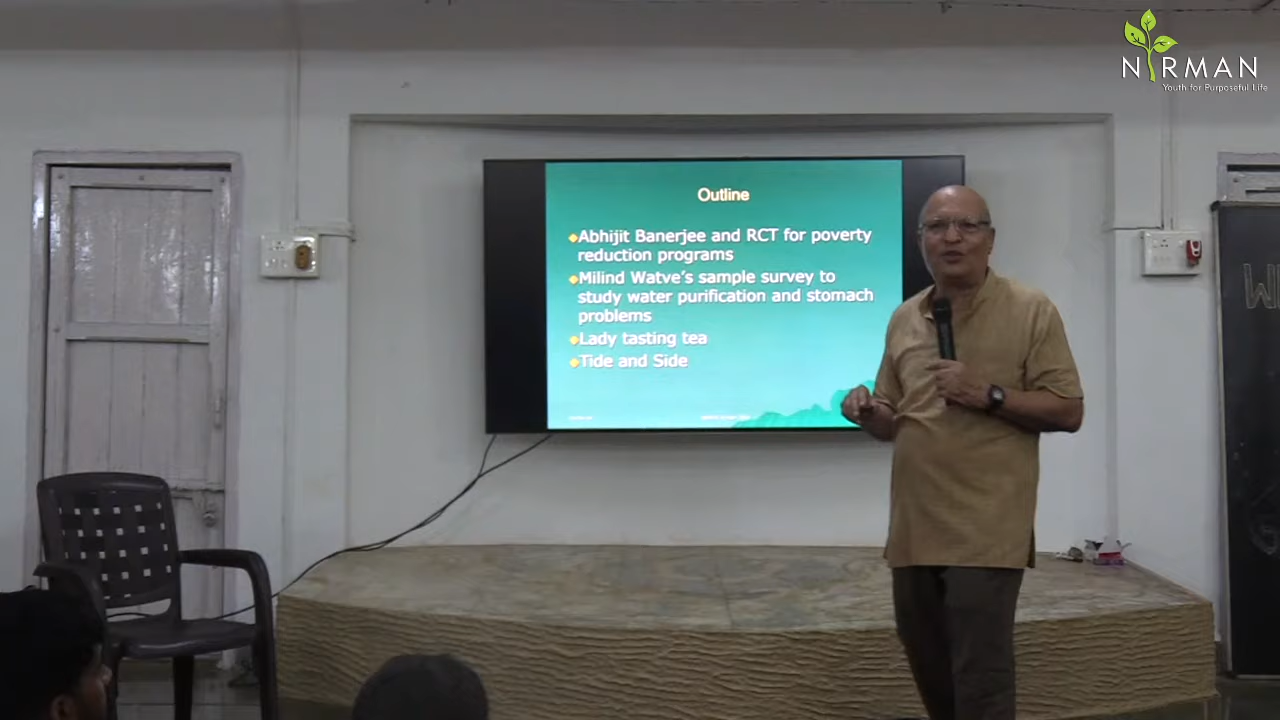 NIRMAN
Youth for Purposeful Life
Outline
Abhijit Banerjee and RCT for poverty
reduction programs
Milind Watve's sample survey to
study water purification and stomach
problems
Lady tasting tea
Tide and Side